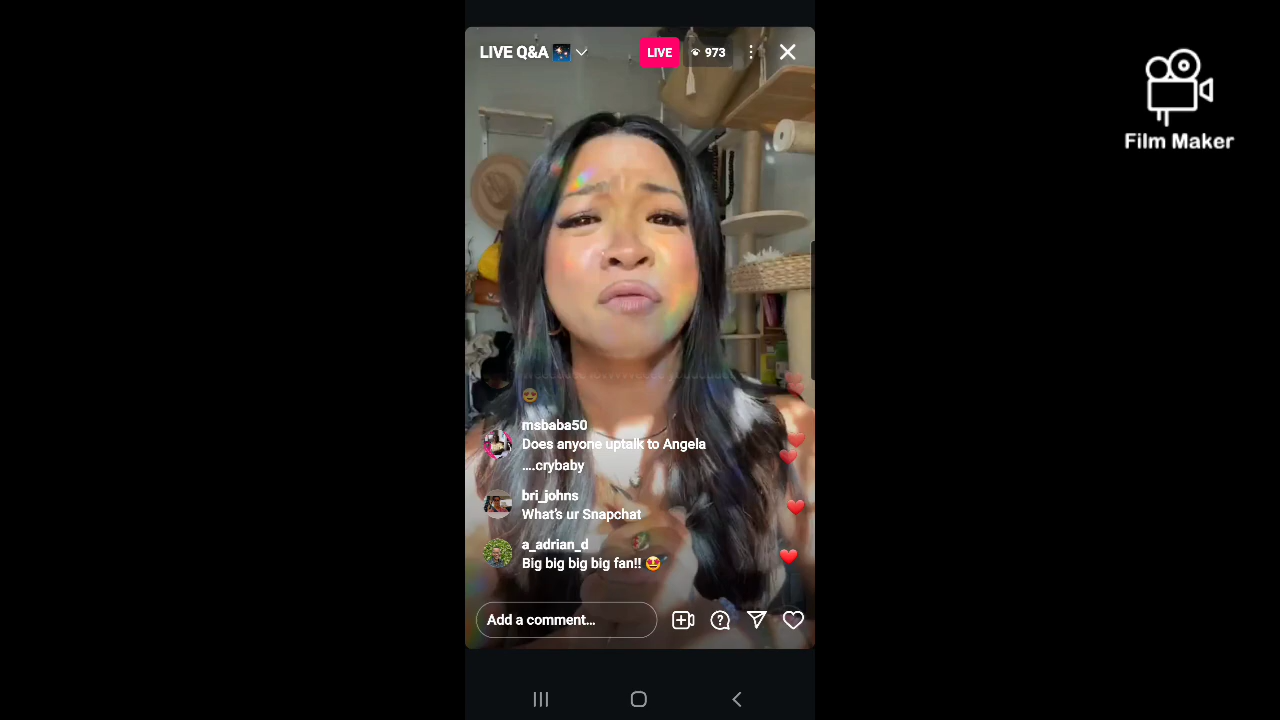 LIVE Q&A
LIVE
973
Film Maker
msbaba50
Does anyone uptalk to Angela
....crybaby
bri_johns
What's ur Snapchat
a_adrian_d
Big big big big fan!! 🤩
Add a comment...